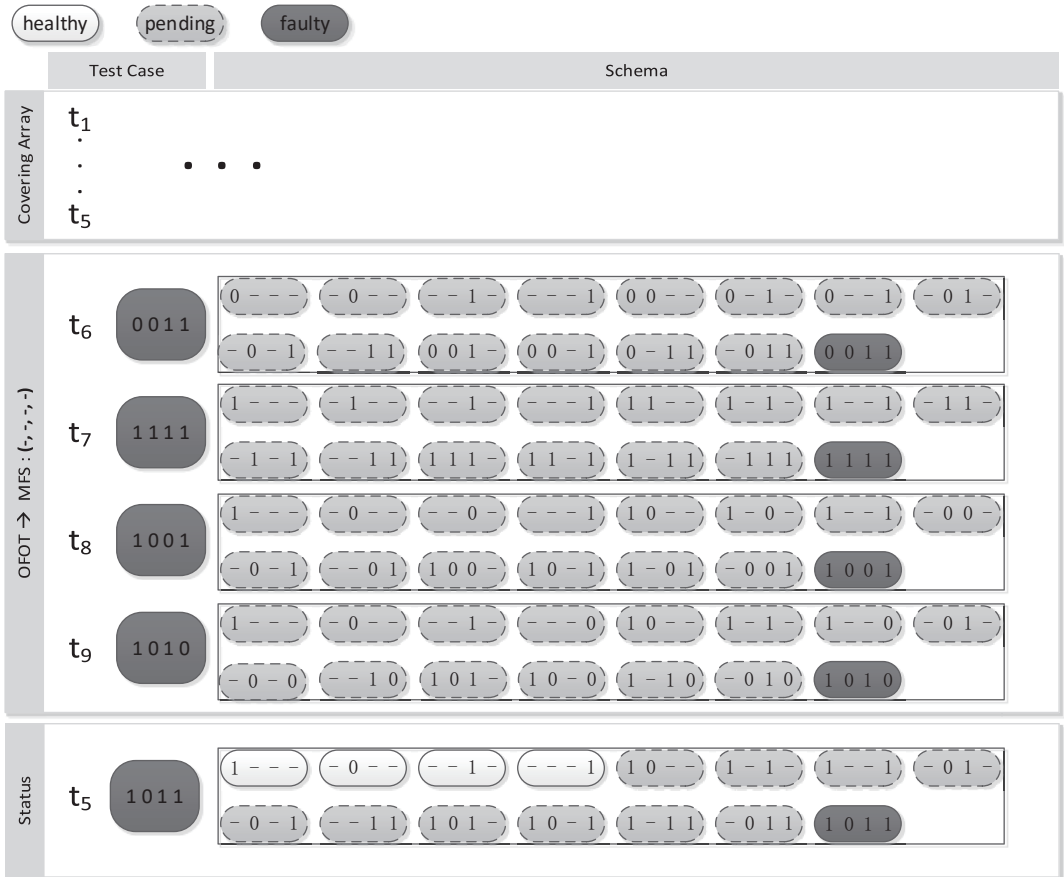 healthy pending faulty
Test Case Schema
Covering Array
t1
. . .
t5
OFOT → MFS : (-, -, -, -)
t6 0011
0 - - - - 0 - - - - 1 - - - - 1 0 0 - - 0 - 1 - 0 - - 1 - 0 1 -
- 0 - 1 - - 1 1 0 0 1 - 0 0 - 1 0 - 1 1 - 0 1 1 0 0 1 1
t7 1111
1 - - - - 1 - - - - 1 - - - - 1 1 1 - - 1 - 1 - 1 - - 1 - 1 1 -
- 1 - 1 - - 1 1 1 1 1 - 1 1 - 1 1 - 1 1 - 1 1 1 1 1 1 1
t8 1001
1 - - - - 0 - - - - 0 - - - - 1 1 0 - - 1 - 0 - 1 - - 1 - 0 0 -
- 0 - 1 - - 0 1 1 0 0 - 1 0 - 1 1 - 0 1 - 0 0 1 1 0 0 1
t9 1010
1 - - - - 0 - - - - 1 - - - - 0 1 0 - - 1 - 1 - 1 - - 0 - 0 1 -
- 0 - 0 - - 1 0 1 0 1 - 1 0 - 0 1 - 1 0 - 0 1 0 1 0 1 0
Status
t5 1011
1 - - - - 0 - - - - 1 - - - - 1 1 0 - - 1 - 1 - 1 - - 1 - 0 1 -
- 0 - 1 - - 1 1 1 0 1 - 1 0 - 1 1 - 1 1 - 0 1 1 1 0 1 1